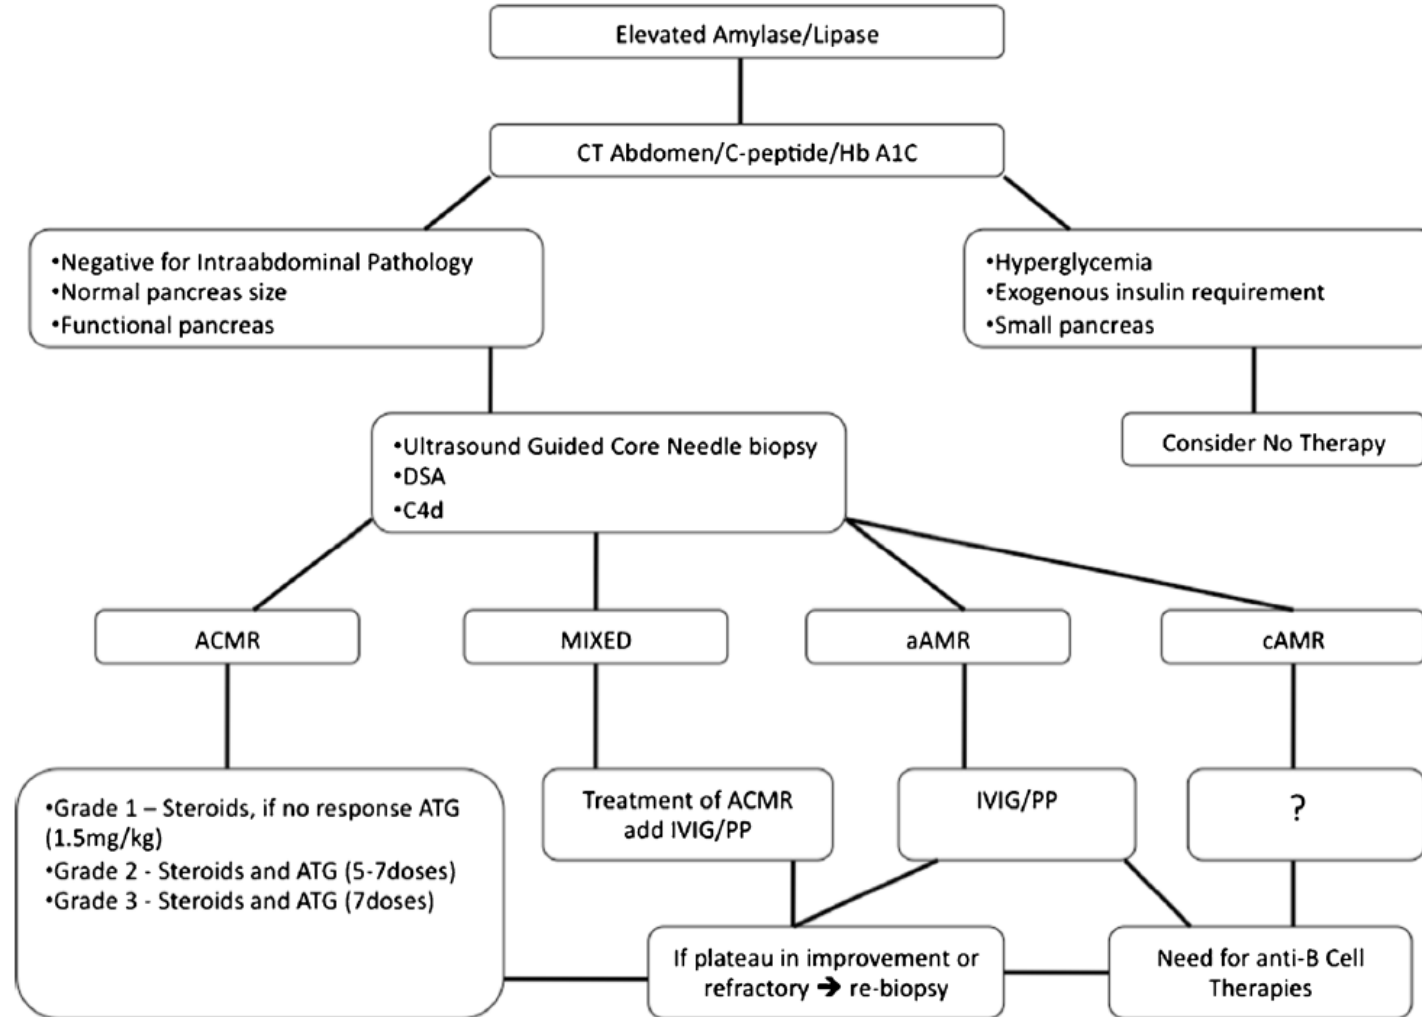 Elevated Amylase/Lipase
CT Abdomen/C-peptide/Hb A1C
•Negative for Intraabdominal Pathology
•Normal pancreas size
•Functional pancreas
•Hyperglycemia
•Exogenous insulin requirement
•Small pancreas
•Ultrasound Guided Core Needle biopsy
•DSA
•C4d
Consider No Therapy
ACMR
MIXED
aAMR
cAMR
•Grade 1 – Steroids, if no response ATG
(1.5mg/kg)
•Grade 2 - Steroids and ATG (5-7doses)
•Grade 3 - Steroids and ATG (7doses)
Treatment of ACMR
add IVIG/PP
IVIG/PP
?
If plateau in improvement or
refractory ➔ re-biopsy
Need for anti-B Cell
Therapies